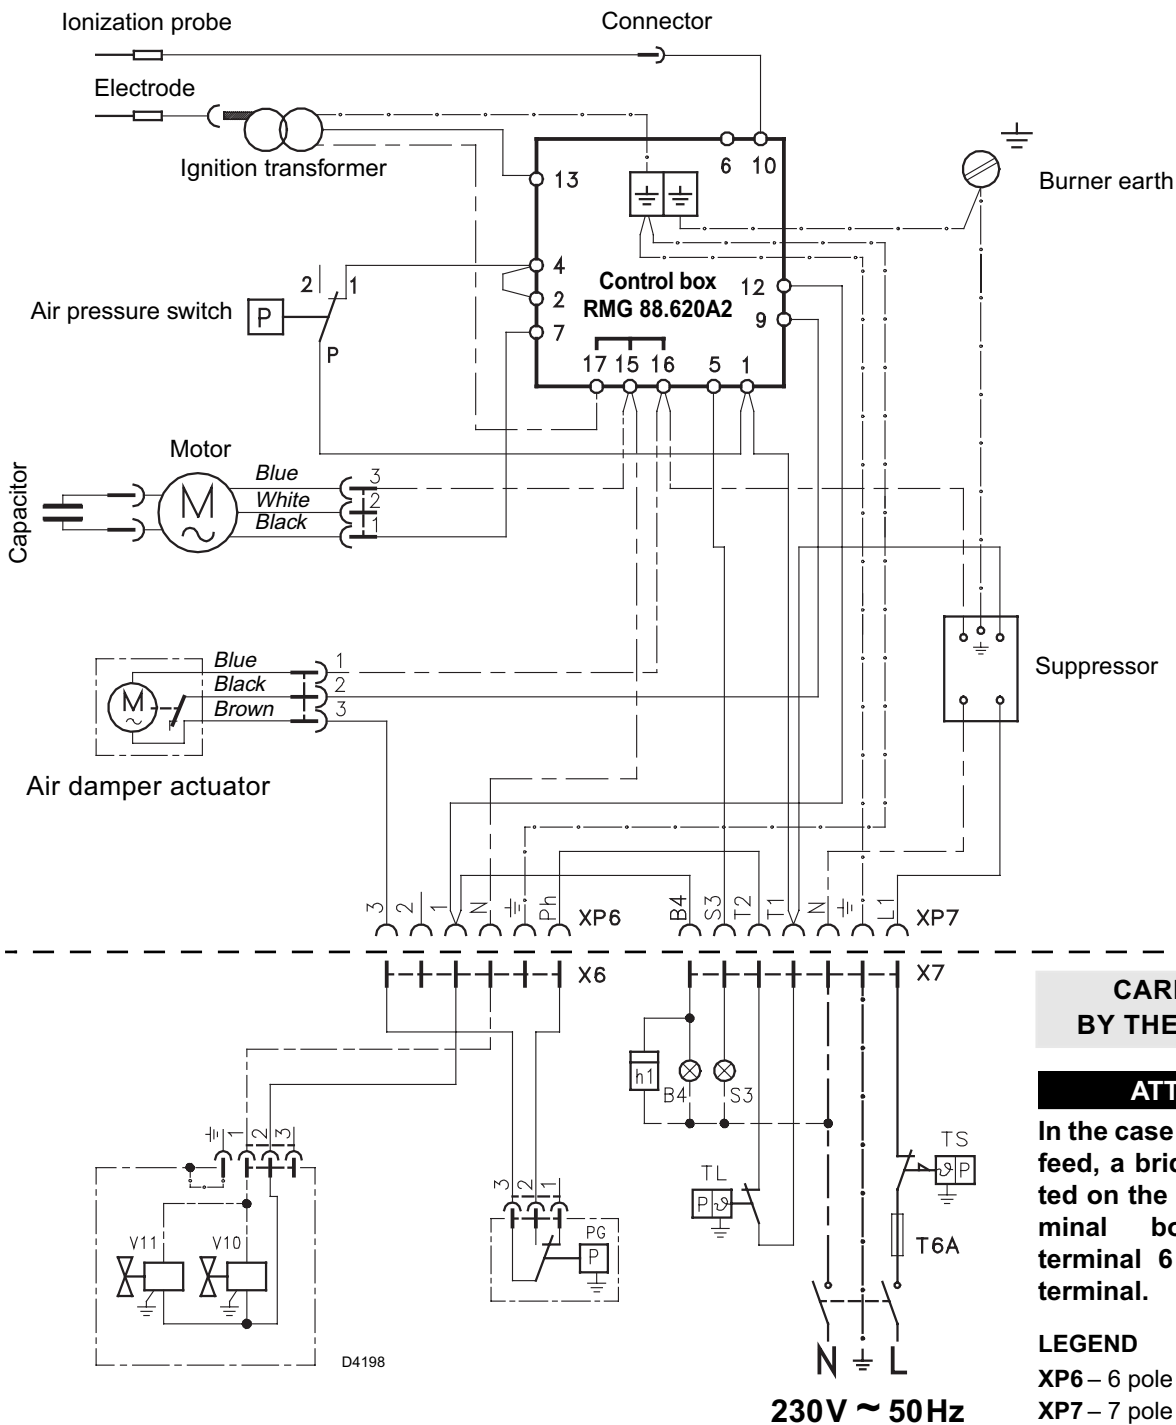 Ionization probe
Connector
Electrode
Ignition transformer
6 10
13
Burner earth
4
2 1
Control box
12
Air pressure switch
P
2
RMG 88.620A2
9
7
P
17 15 16 5 1
Motor
Capacitor
Blue
3
M
White
2
Black
1
Blue
1
Suppressor
Black
2
M
Brown
3
Air damper actuator
3
2
1
N
Ph
XP6
B4
S3
T2
T1
N
L1
XP7
X6
X7
CAR
BY THE
h1
B4
S3
ATT
In the case
feed, a
ted on the
minal
terminal 6
terminal.
1
2
3
TS
P
TL
P
3
2
1
PG
P
T6A
V11
V10
LEGEND
D4198
N
L
XP6 – 6 pole
XP7 – 7 pole
230V ~ 50Hz